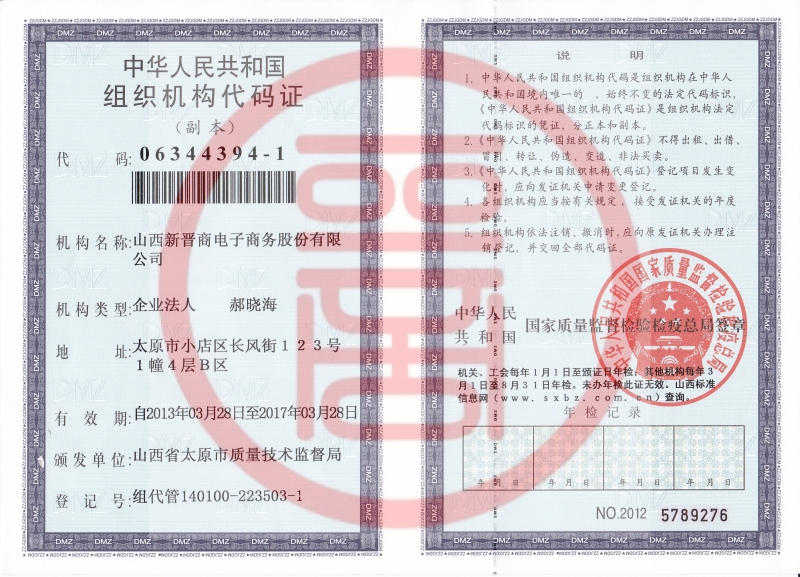 中华人民共和国
组织机构代码证
（副本）
代码：06344394-1
机构名称：山西新晋商电子商务股份有限
公司
机构类型：企业法人 郝晓海
地址：太原市小店区长风街１２３号
１幢４层Ｂ区
有效期：自2013年03月28日至2017年03月28日
颁发单位：山西省太原市质量技术监督局
登记号：组代管140100-223503-1
说明
1. 中华人民共和国组织机构代码是组织机构在中华人
民共和国境内唯一的、始终不变的法定代码标识，
《中华人民共和国组织机构代码证》是组织机构法定
代码标识的凭证，分正本和副本。
2.《中华人民共和国组织机构代码证》不得出租、出借、
冒用、转让、伪造、变造、非法买卖。
3.《中华人民共和国组织机构代码证》登记项目发生变
化时，应向发证机关申请变更登记。
4. 各组织机构应当按有关规定，接受发证机关的年度
检验。
5. 组织机构依法注销、撤消时，应向原发证机关办理注
销登记，并交回全部代码证。
中华人民
共和国 国家质量监督检验检疫总局签章
中华人民共和国国家质量监督检验检疫总局
机关、工会每年１月１日至颁证日年检，其他机构每年３
月１日至８月３１日年检。未办年检此证无效。山西标准
信息网（www．sxbz．com．cn）查询。
年检记录
年 月 日 年 月 日 年 月 日 年 月 日
NO.2012 5789276